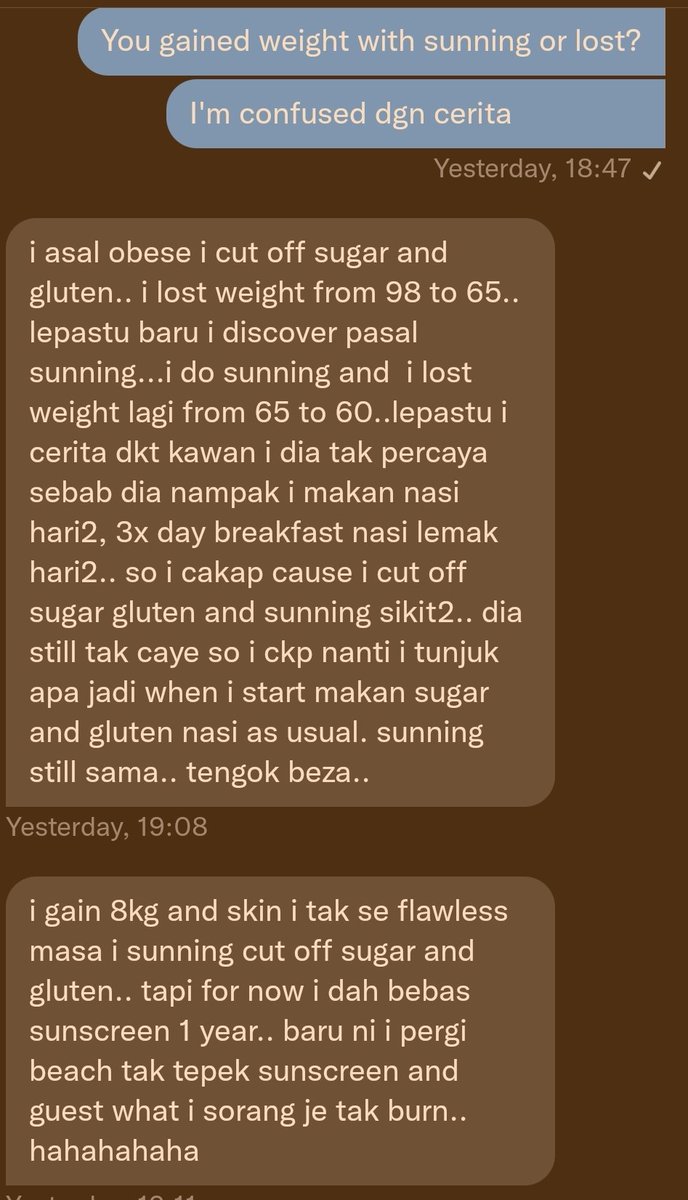 You gained weight with sunning or lost?
I'm confused dgn cerita
Yesterday, 18:47
i asal obese i cut off sugar and
gluten.. i lost weight from 98 to 65..
lepastu baru i discover pasal
sunning...i do sunning and  i lost
weight lagi from 65 to 60..lepastu i
cerita dkt kawan i dia tak percaya
sebab dia nampak i makan nasi
hari2, 3x day breakfast nasi lemak
hari2.. so i cakap cause i cut off
sugar gluten and sunning sikit2.. dia
still tak caye so i ckp nanti i tunjuk
apa jadi when i start makan sugar
and gluten nasi as usual. sunning
still sama.. tengok beza..
Yesterday, 19:08
i gain 8kg and skin i tak se flawless
masa i sunning cut off sugar and
gluten.. tapi for now i dah bebas
sunscreen 1 year.. baru ni i pergi
beach tak tepek sunscreen and
guest what i sorang je tak burn..
hahahahaha